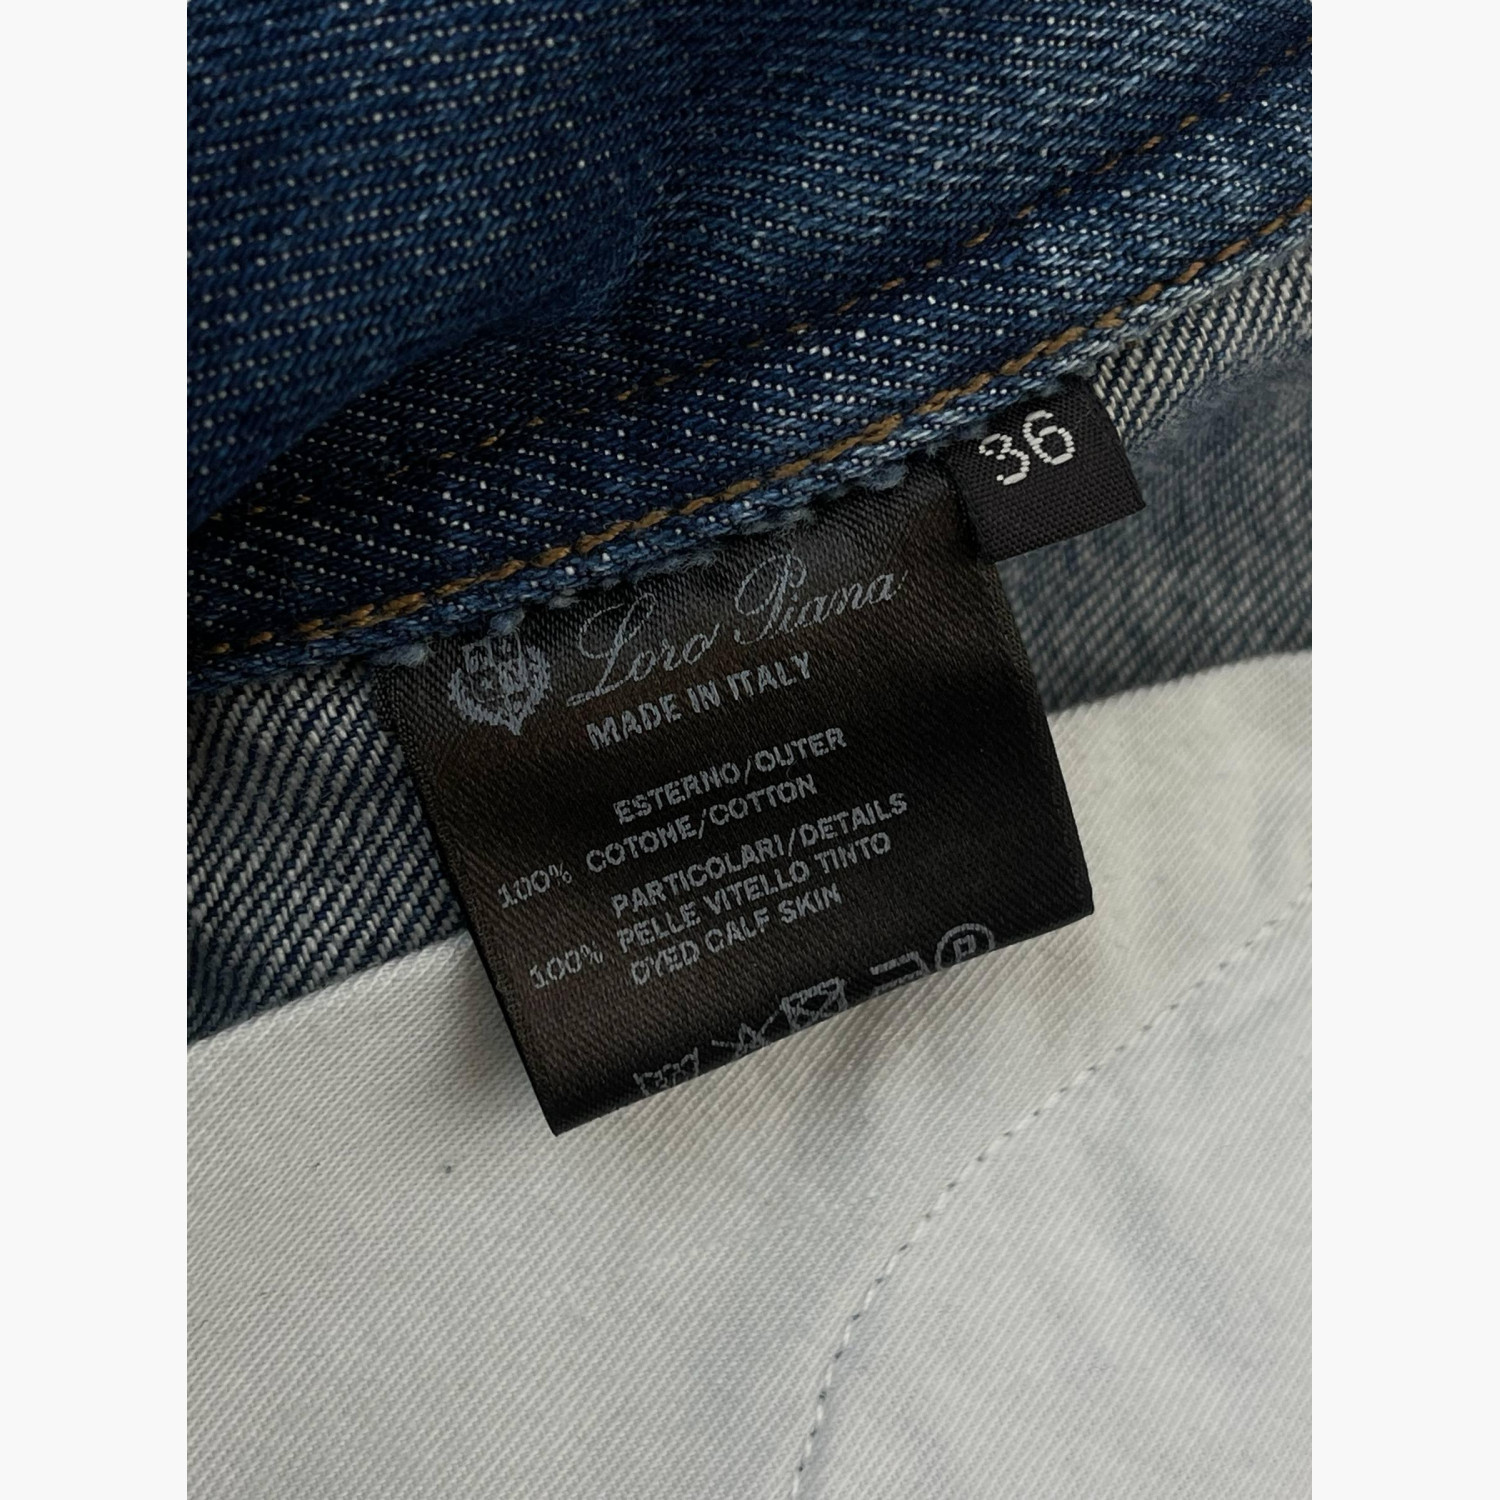 36
Loro Piana
MADE IN ITALY
ESTERNO/OUTER
100% COTONE/COTTON
PARTICOLARI/DETAILS
100% PELLE VITELLO TINTO
DYED CALF SKIN
P